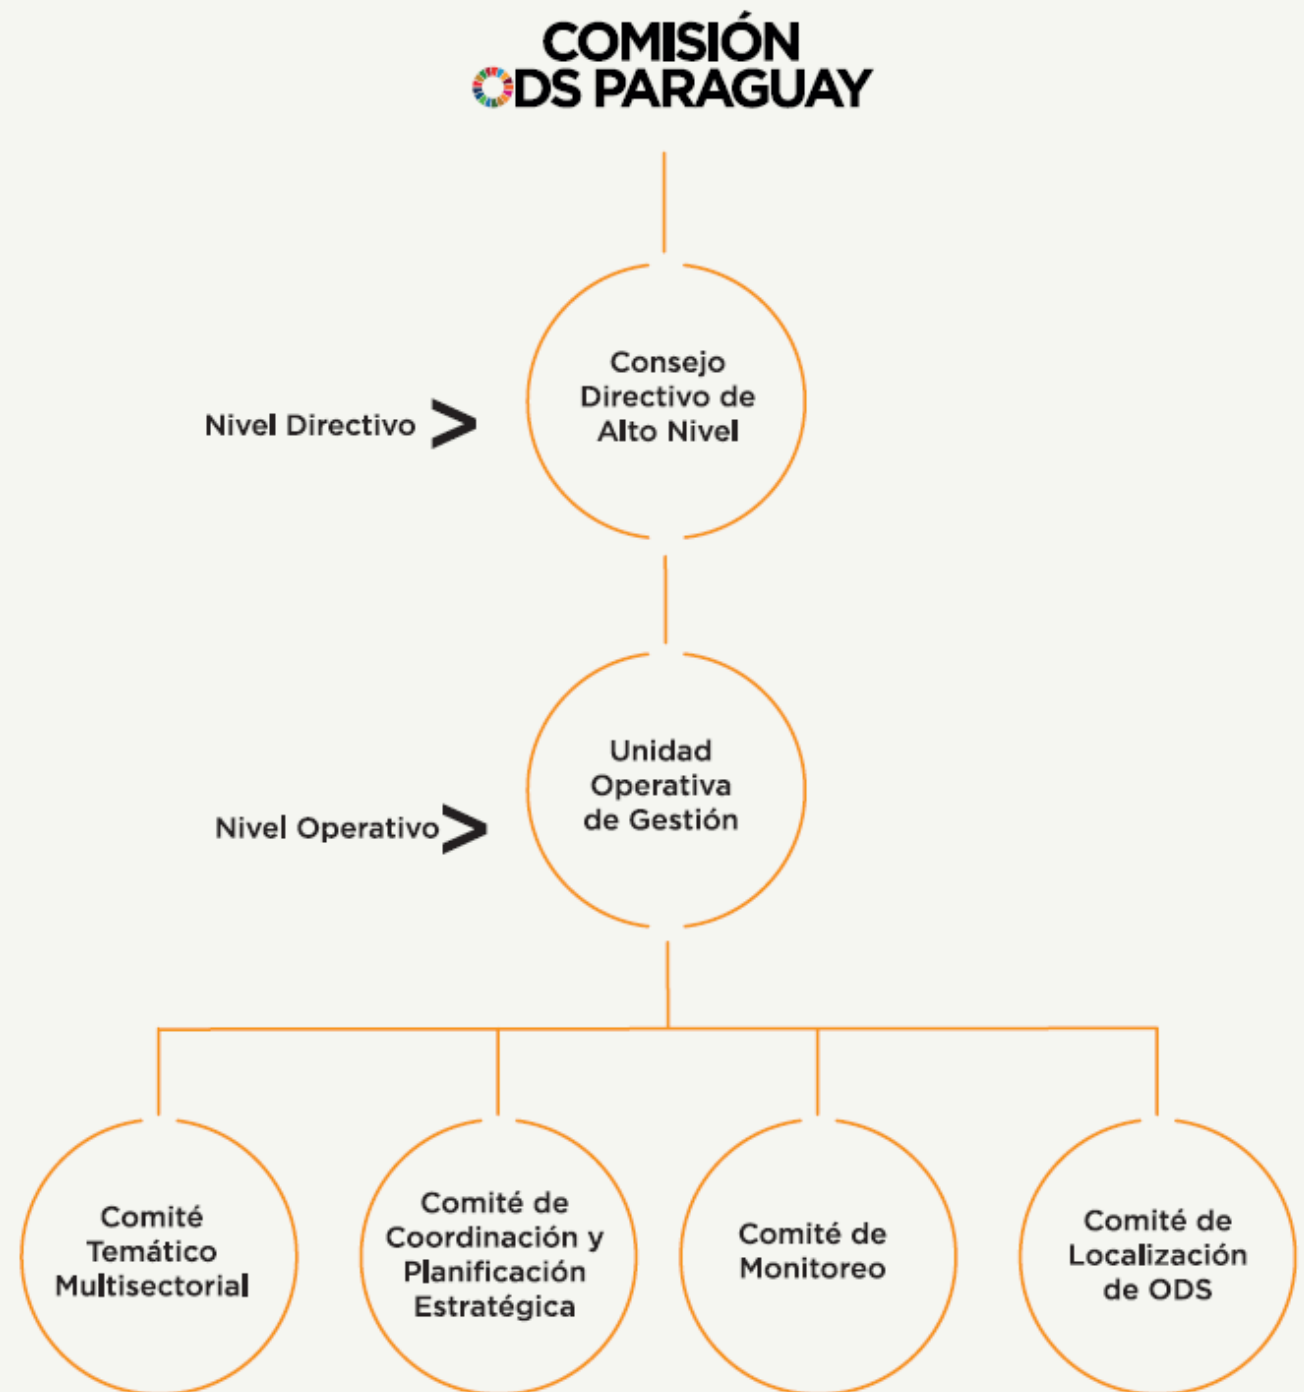 COMISIÓN
ODS PARAGUAY
Consejo
Directivo de
Alto Nivel
Nivel Directivo >
Unidad
Operativa
de Gestión
Nivel Operativo >
Comité
Temático
Multisectorial
Comité de
Coordinación y
Planificación
Estratégica
Comité de
Monitoreo
Comité de
Localización
de ODS